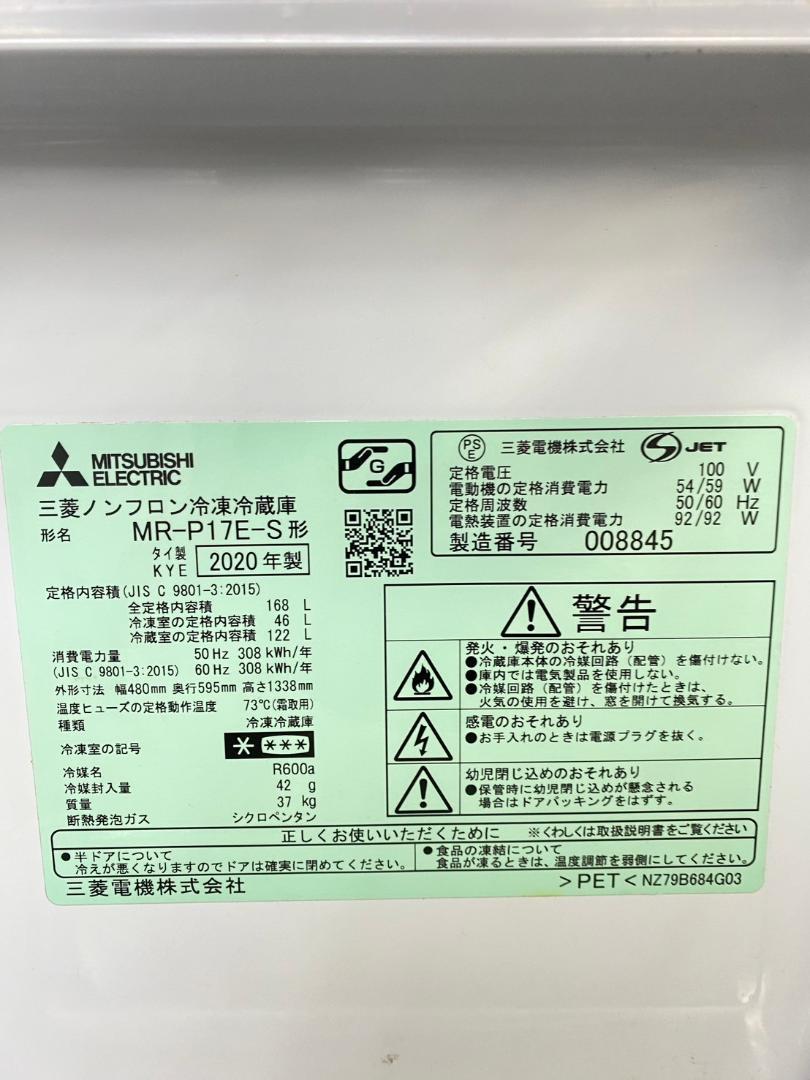 MITSUBISHI
ELECTRIC
三菱ノンフロン冷凍冷蔵庫
形名 MR-P17E-S形
タイ製
KYE 2020年製
定格内容積(JIS C 9801-3:2015)
全定格内容積 168 L
冷凍室の定格内容積 46 L
冷蔵室の定格内容積 122 L
消費電力量 50Hz 308kWh/年
(JIS C 9801-3:2015) 60Hz 308kWh/年
外形寸法 幅480mm 奥行595mm 高さ1338mm
温度ヒューズの定格動作温度 73℃(霜取用)
種類 冷凍冷蔵庫
冷凍室の記号
冷媒名 R600a
冷媒封入量 42 g
質量 37 kg
断熱発泡ガス シクロペンタン
G
PS
E 三菱電機株式会社 S JET
定格電圧 100 V
電動機の定格消費電力 54/59 W
定格周波数 50/60 Hz
電熱装置の定格消費電力 92/92 W
製造番号 008845
警告
発火・爆発のおそれあり
●冷蔵庫本体の冷媒回路(配管)を傷付けない。
●庫内では電気製品を使用しない。
●冷媒回路(配管)を傷付けたときは、
火気の使用を避け、窓を開けて換気する。
感電のおそれあり
●お手入れのときは電源プラグを抜く。
幼児閉じ込めのおそれあり
●保管時に幼児閉じ込めが懸念される
場合はドアパッキングをはずす。
正しくお使いいただくために ※くわしくは取扱説明書をご覧ください
●半ドアについて
冷えが悪くなりますのでドアは確実に閉めてください。
●食品の凍結について
食品が凍るときは、温度調節を弱側にしてください。
三菱電機株式会社
>PET< NZ79B684G03